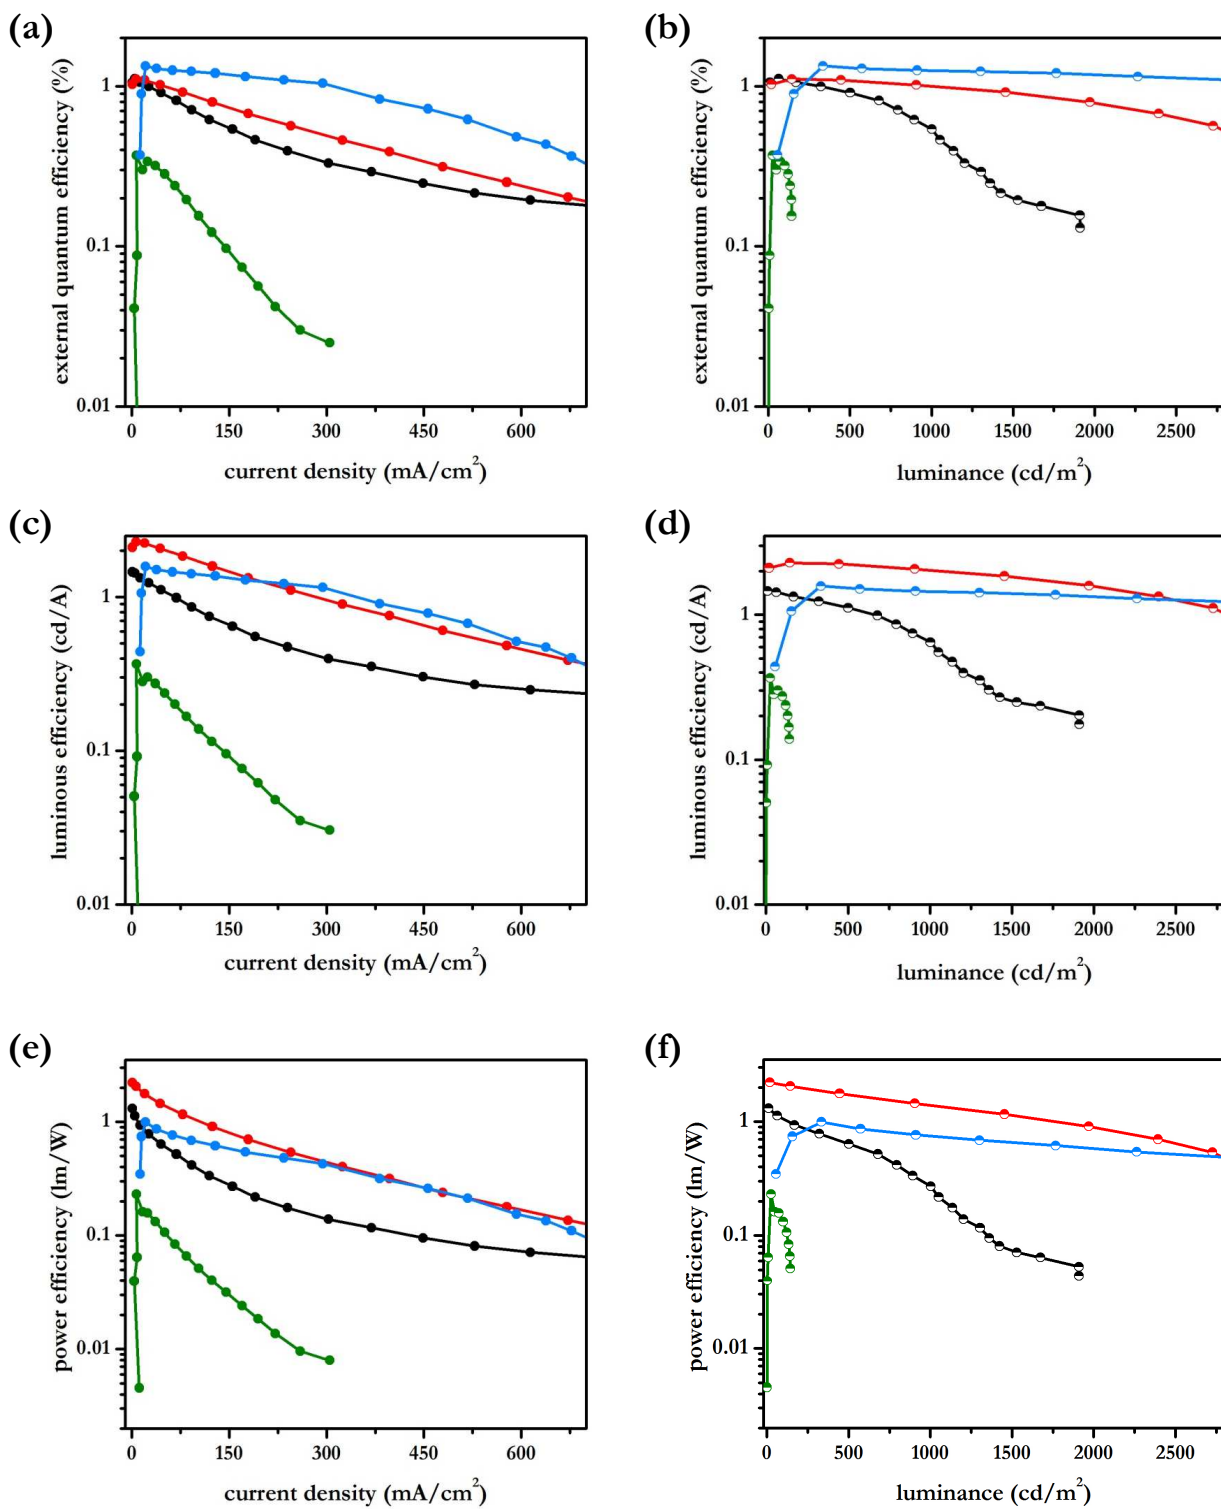 (a)
external quantum efficiency (%)
1
0.1
0.01
0 150 300 450 600
current density (mA/cm²)
(b)
external quantum efficiency (%)
1
0.1
0.01
0 500 1000 1500 2000 2500
luminance (cd/m²)
(c)
luminous efficiency (cd/A)
1
0.1
0.01
0 150 300 450 600
current density (mA/cm²)
(d)
luminous efficiency (cd/A)
1
0.1
0.01
0 500 1000 1500 2000 2500
luminance (cd/m²)
(e)
power efficiency (lm/W)
1
0.1
0.01
0 150 300 450 600
current density (mA/cm²)
(f)
power efficiency (lm/W)
1
0.1
0.01
0 500 1000 1500 2000 2500
luminance (cd/m²)